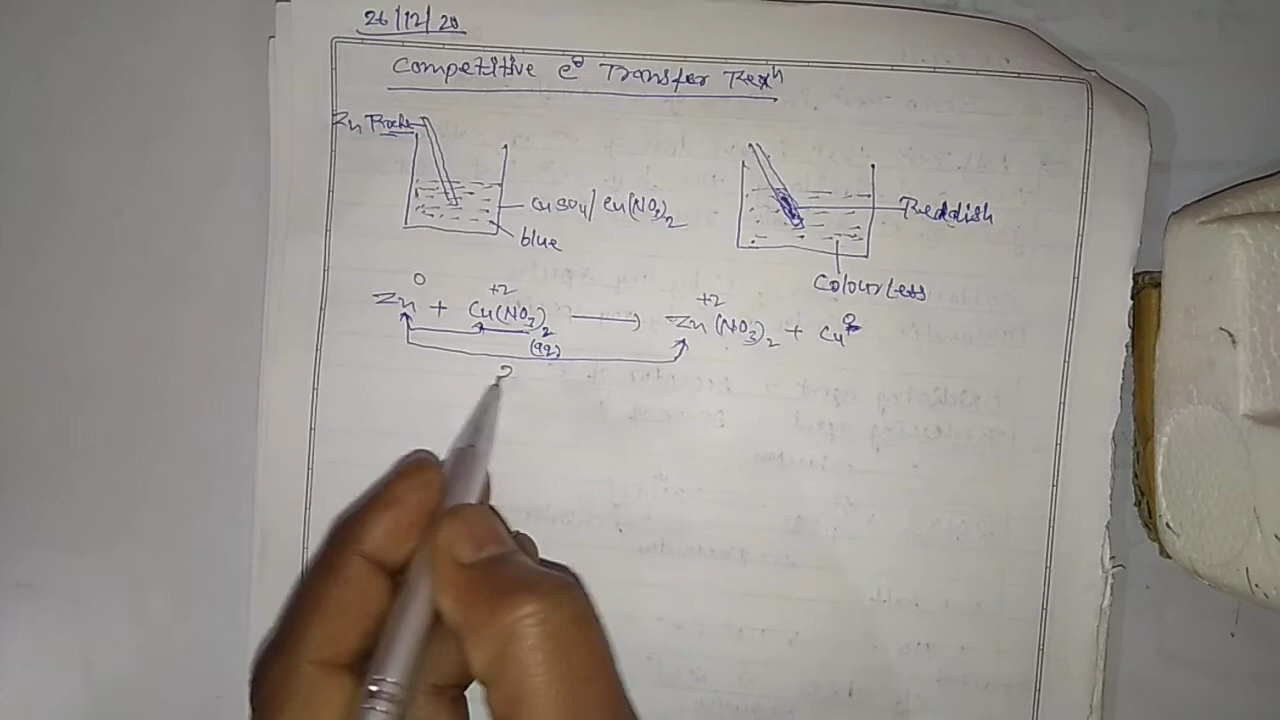 26/12/20
Competitive e⊖ Transfer Rexⁿ
Zn
CuSO4/Cu(NO3)2
blue
Reddish
Colourless
0 +2 +2 0
Zn + Cu(NO3)2 ⟶ Zn(NO3)2 + Cu
(aq)